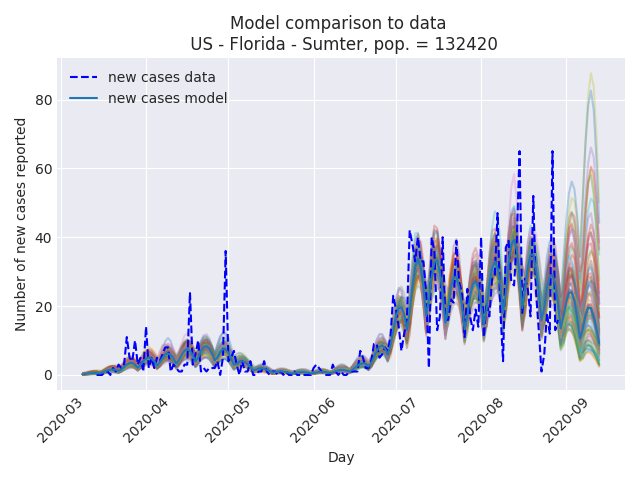 Model comparison to data
US - Florida - Sumter, pop. = 132420
new cases data
new cases model
Number of new cases reported
80
60
40
20
0
2020-03
2020-04
2020-05
2020-06
2020-07
2020-08
2020-09
Day